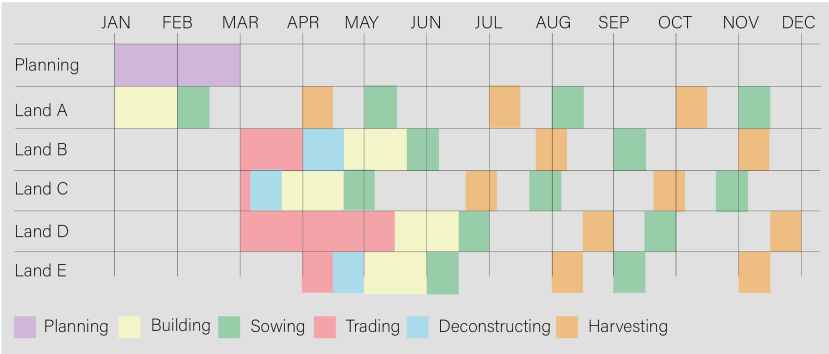 JAN FEB MAR APR MAY JUN JUL AUG SEP OCT NOV DEC
Planning
Land A
Land B
Land C
Land D
Land E
Planning Building Sowing Trading Deconstructing Harvesting